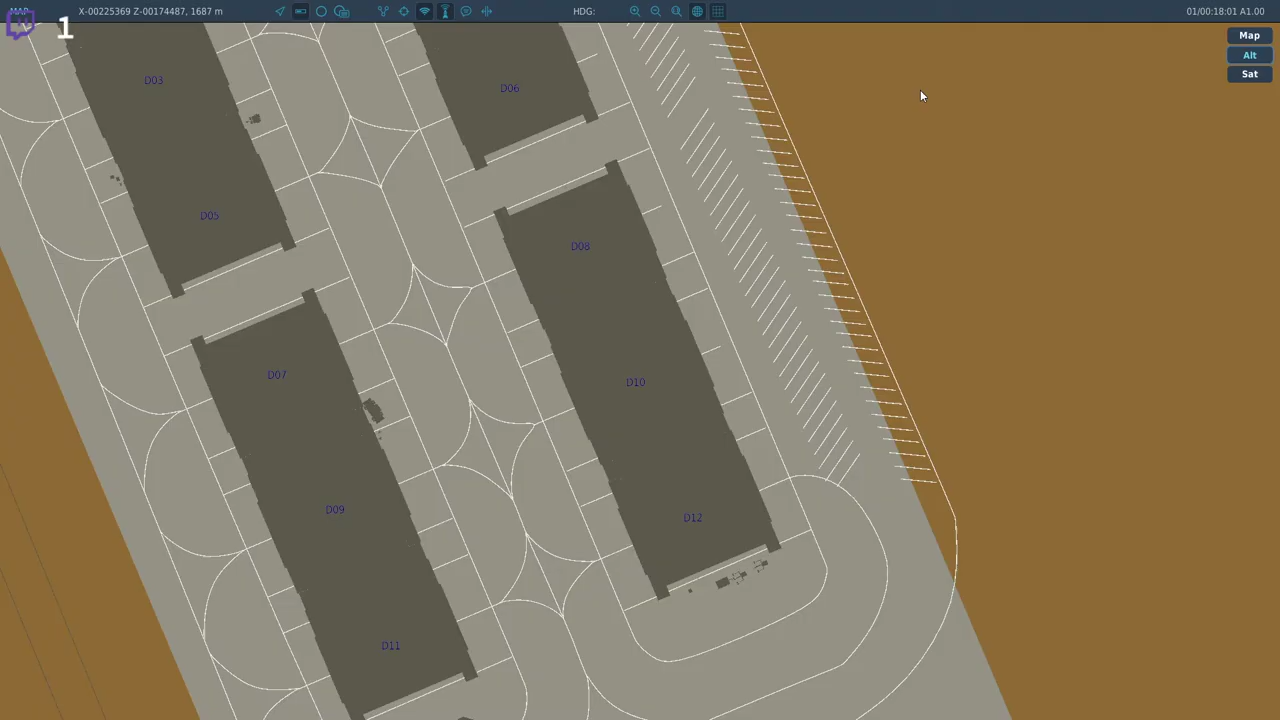 MAP X-00225369 Z-00174487, 1687 m HDG: 01/00:18:01 A1.00
1
Map
Alt
Sat
D03
D06
D05
D08
D07
D10
D09
D12
D11